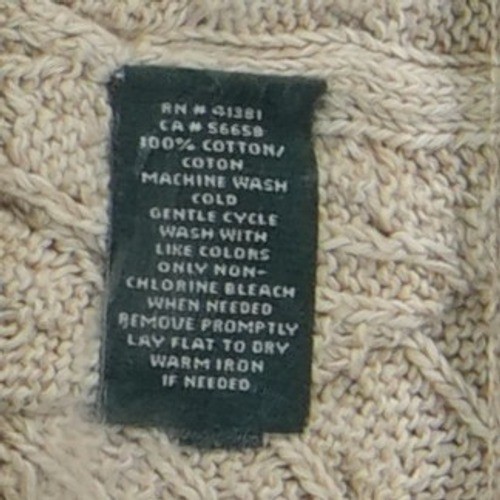 RN # 41381
CA # 56658
100% COTTON/
COTON
MACHINE WASH
COLD
GENTLE CYCLE
WASH WITH
LIKE COLORS
ONLY NON-
CHLORINE BLEACH
WHEN NEEDED
REMOVE PROMPTLY
LAY FLAT TO DRY
WARM IRON
IF NEEDED